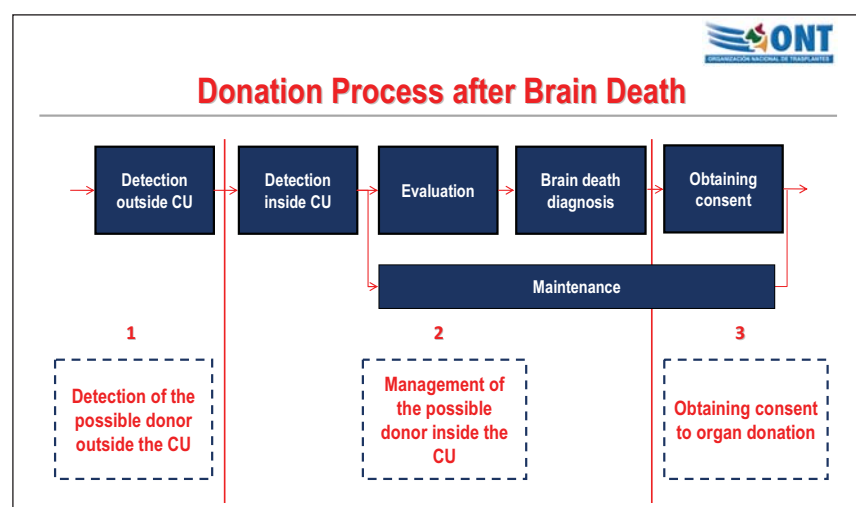 ONT
ORGANIZACIÓN NACIONAL DE TRASPLANTES
Donation Process after Brain Death
Detection
outside CU
Detection
inside CU
Evaluation
Brain death
diagnosis
Obtaining
consent
Maintenance
1
2
3
Detection of the
possible donor
outside the CU
Management of
the possible
donor inside the
CU
Obtaining consent
to organ donation